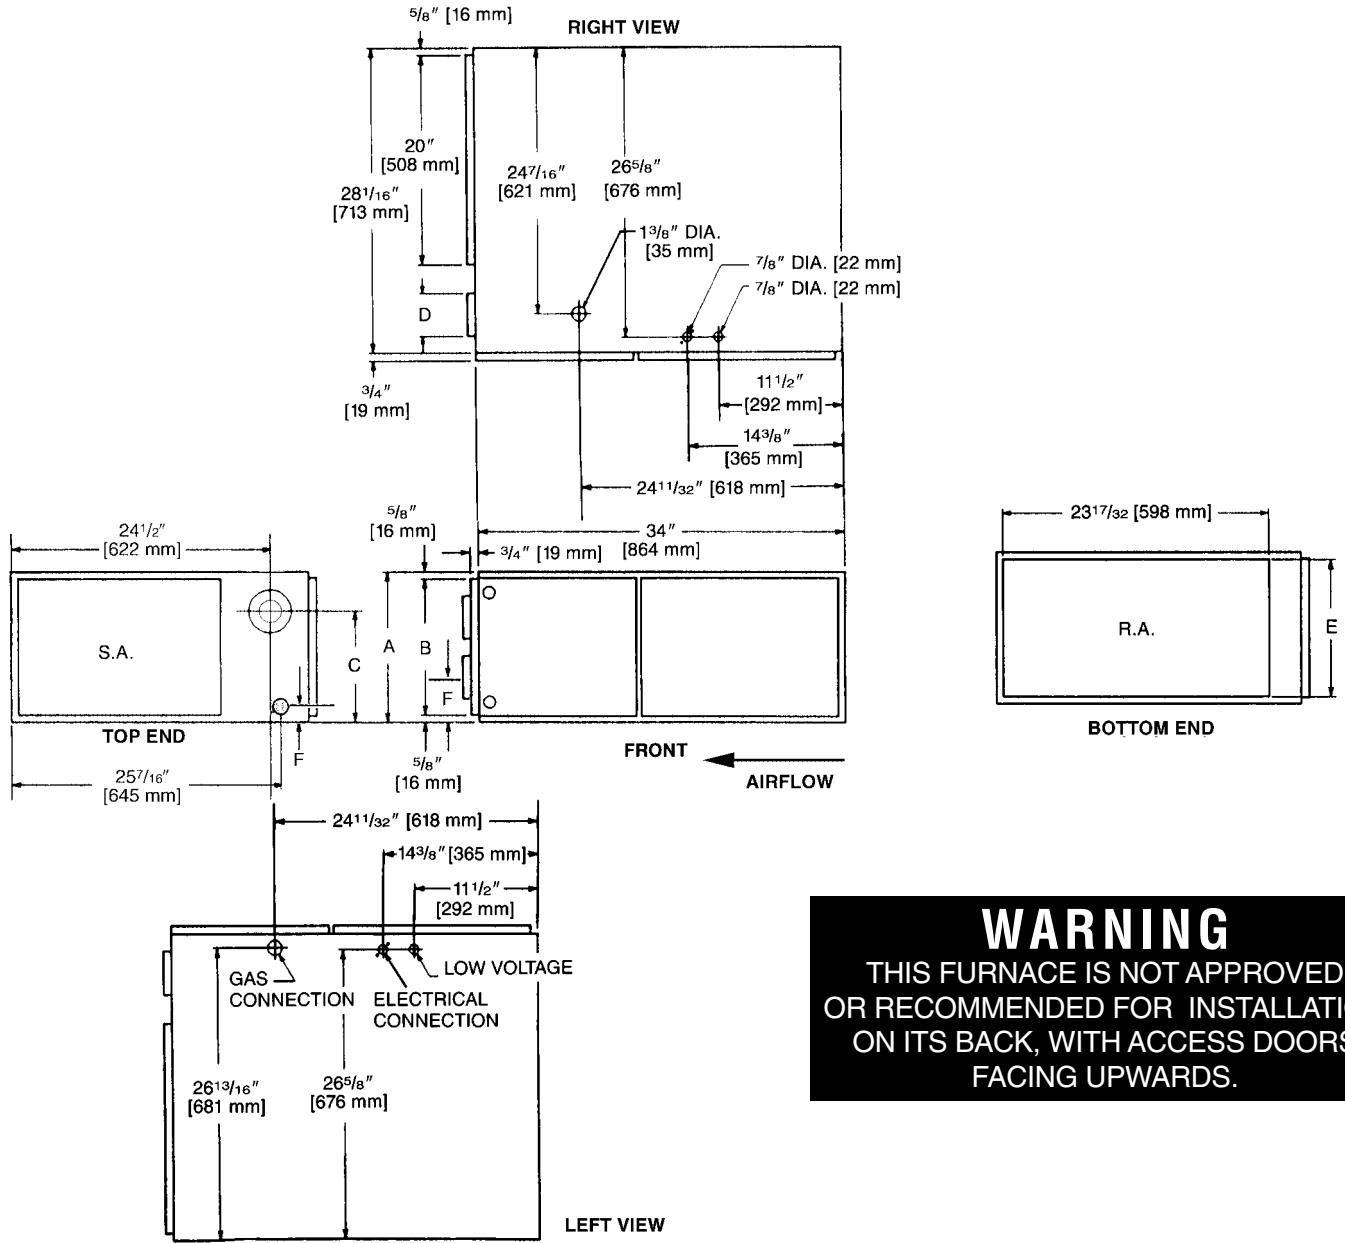 5/8″ [16 mm]
RIGHT VIEW
20″
[508 mm]
28 1/16″
[713 mm]
24 7/16″
[621 mm]
26 5/8″
[676 mm]
1 3/8″ DIA.
[35 mm]
7/8″ DIA. [22 mm]
7/8″ DIA. [22 mm]
D
3/4″
[19 mm]
11 1/2″
[292 mm]
14 3/8″
[365 mm]
24 11/32″ [618 mm]
24 1/2″
[622 mm]
5/8″
[16 mm]
34″
[864 mm]
3/4″ [19 mm]
23 17/32 [598 mm]
S.A.
C
A
B
F
R.A.
E
TOP END
F
FRONT
BOTTOM END
25 7/16″
[645 mm]
5/8″
[16 mm]
AIRFLOW
24 11/32″ [618 mm]
14 3/8″ [365 mm]
11 1/2″
[292 mm]
GAS
CONNECTION
ELECTRICAL
CONNECTION
LOW VOLTAGE
26 13/16″
[681 mm]
26 5/8″
[676 mm]
LEFT VIEW
WARNING
THIS FURNACE IS NOT APPROVED
OR RECOMMENDED FOR
ON ITS BACK, WITH ACCESS DOORS
FACING UPWARDS.